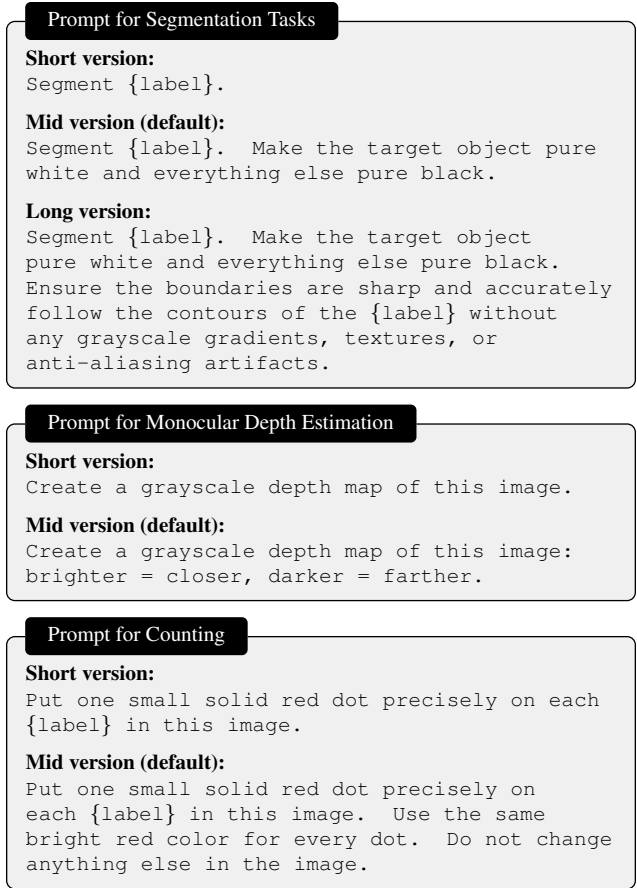 Prompt for Segmentation Tasks
Short version:
Segment {label}.
Mid version (default):
Segment {label}. Make the target object pure
white and everything else pure black.
Long version:
Segment {label}. Make the target object
pure white and everything else pure black.
Ensure the boundaries are sharp and accurately
follow the contours of the {label} without
any grayscale gradients, textures, or
anti-aliasing artifacts.
Prompt for Monocular Depth Estimation
Short version:
Create a grayscale depth map of this image.
Mid version (default):
Create a grayscale depth map of this image:
brighter = closer, darker = farther.
Prompt for Counting
Short version:
Put one small solid red dot precisely on each
{label} in this image.
Mid version (default):
Put one small solid red dot precisely on
each {label} in this image. Use the same
bright red color for every dot. Do not change
anything else in the image.